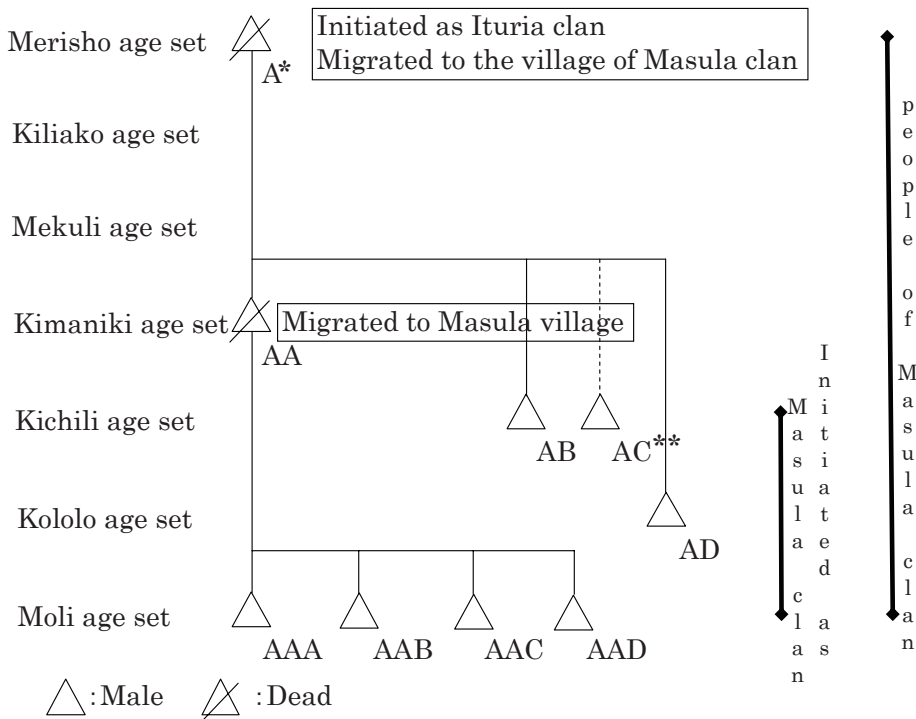 Merisho age set
Initiated as Ituria clan
Migrated to the village of Masula clan
A*
Kiliako age set
Mekuli age set
Kimaniki age set
Migrated to Masula village
AA
Kichili age set
AB
AC**
Kololo age set
AD
Moli age set
AAA
AAB
AAC
AAD
Initiated as
Masula clan
people of Masula clan
:Male
:Dead